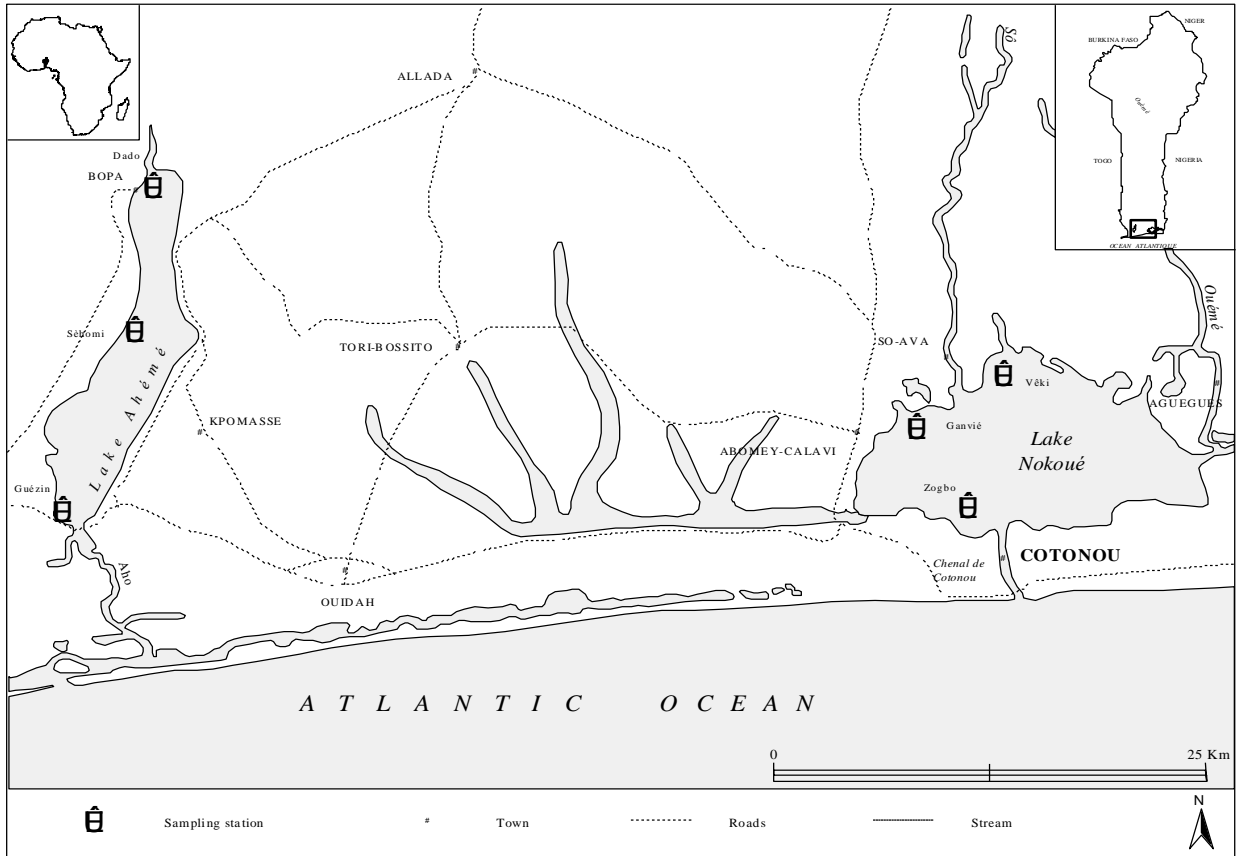 NIGER
BURKINA FASO
Ouémé
TOGO
NIGERIA
OCEAN ATLANTIQUE
Sô
ALLADA
Dado
BOPA
Sèhomi
Lake Ahémé
TORI-BOSSITO
KPOMASSE
Guézin
Aho
OUIDAH
SO-AVA
Vêki
Ganvié
ABOMEY-CALAVI
Lake
Nokoué
Zogbo
Ouémé
AGUEGUES
COTONOU
Chenal de
Cotonou
ATLANTIC OCEAN
0
25 Km
Sampling station
Town
Roads
Stream
N